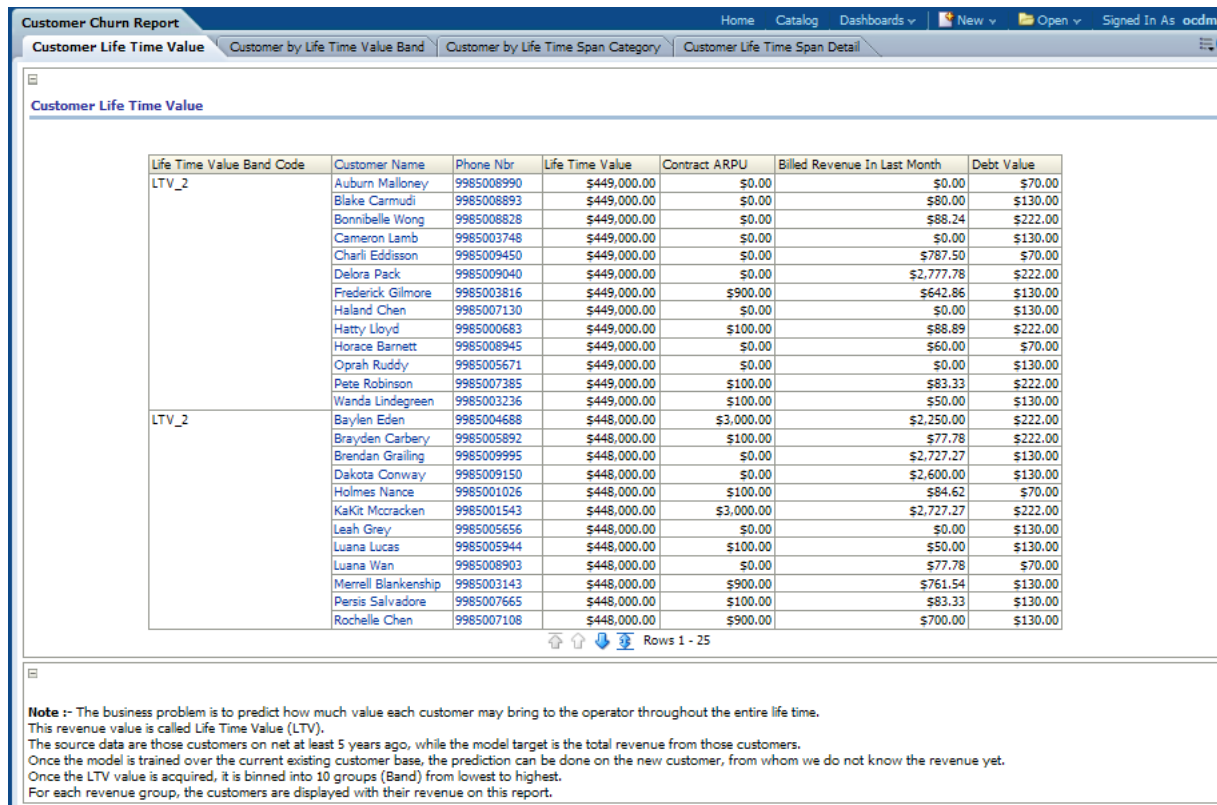 Customer Churn Report
Home Catalog Dashboards New Open Signed In As ocdm
Customer Life Time Value Customer by Life Time Value Band Customer by Life Time Span Category Customer Life Time Span Detail
Customer Life Time Value
Life Time Value Band Code Customer Name Phone Nbr Life Time Value Contract ARPU Billed Revenue In Last Month Debt Value
LTV_2 Auburn Malloney 9985008990 $449,000.00 $0.00 $0.00 $70.00
Blake Carmudi 9985008893 $449,000.00 $0.00 $80.00 $130.00
Bonnibelle Wong 9985008828 $449,000.00 $0.00 $88.24 $222.00
Cameron Lamb 9985003748 $449,000.00 $0.00 $0.00 $130.00
Charli Eddisson 9985009450 $449,000.00 $0.00 $787.50 $70.00
Delora Pack 9985009040 $449,000.00 $0.00 $2,777.78 $222.00
Frederick Gilmore 9985003816 $449,000.00 $900.00 $642.86 $130.00
Haland Chen 9985007130 $449,000.00 $0.00 $0.00 $130.00
Hatty Lloyd 9985000683 $449,000.00 $100.00 $88.89 $222.00
Horace Barnett 9985008945 $449,000.00 $0.00 $60.00 $70.00
Oprah Ruddy 9985005671 $449,000.00 $0.00 $0.00 $130.00
Pete Robinson 9985007385 $449,000.00 $100.00 $83.33 $222.00
Wanda Lindegreen 9985003236 $449,000.00 $100.00 $50.00 $130.00
LTV_2 Baylen Eden 9985004688 $448,000.00 $3,000.00 $2,250.00 $222.00
Brayden Carbery 9985005892 $448,000.00 $100.00 $77.78 $222.00
Brendan Grailing 9985009995 $448,000.00 $0.00 $2,727.27 $130.00
Dakota Conway 9985009150 $448,000.00 $0.00 $2,600.00 $130.00
Holmes Nance 9985001026 $448,000.00 $100.00 $84.62 $70.00
KaKit Mccracken 9985001543 $448,000.00 $3,000.00 $2,727.27 $222.00
Leah Grey 9985005656 $448,000.00 $0.00 $0.00 $130.00
Luana Lucas 9985005944 $448,000.00 $100.00 $50.00 $130.00
Luana Wan 9985008903 $448,000.00 $0.00 $77.78 $70.00
Merrell Blankenship 9985003143 $448,000.00 $900.00 $761.54 $130.00
Persis Salvadore 9985007665 $448,000.00 $100.00 $83.33 $130.00
Rochelle Chen 9985007108 $448,000.00 $900.00 $700.00 $130.00
Rows 1 - 25
Note :- The business problem is to predict how much value each customer may bring to the operator throughout the entire life time.
This revenue value is called Life Time Value (LTV).
The source data are those customers on net at least 5 years ago, while the model target is the total revenue from those customers.
Once the model is trained over the current existing customer base, the prediction can be done on the new customer, from whom we do not know the revenue yet.
Once the LTV value is acquired, it is binned into 10 groups (Band) from lowest to highest.
For each revenue group, the customers are displayed with their revenue on this report.